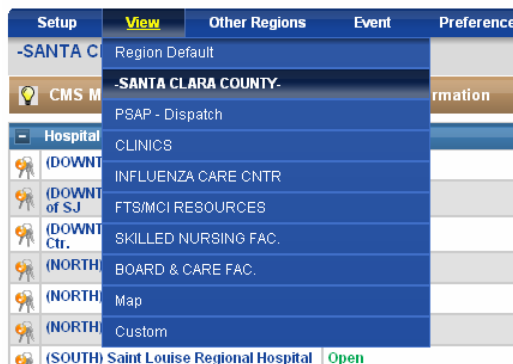 Setup View Other Regions Event Preference
-SANTA Cl
Region Default
-SANTA CLARA COUNTY-
CMS M
rmation
PSAP - Dispatch
Hospital
CLINICS
(DOWNT
INFLUENZA CARE CNTR
(DOWNT
of SJ
FTS/MCI RESOURCES
(DOWNT
Ctr.
SKILLED NURSING FAC.
(NORTH)
BOARD & CARE FAC.
(NORTH)
Map
(NORTH)
Custom
(SOUTH) Saint Louise Regional Hospital Open